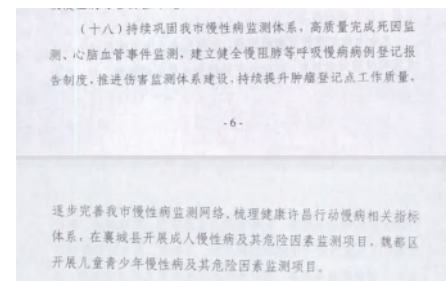 （十八）持续巩固我市慢性病监测体系，高质量完成死因监
测、心脑血管事件监测，建立健全慢阻肺等呼吸慢病病例登记报
告制度，推进伤害监测体系建设，持续提升肿瘤登记点工作质量，
-6-
逐步完善我市慢性病监测网络，梳理健康许昌行动慢病相关指标
体系，在襄城县开展成人慢性病及其危险因素监测项目，魏都区
开展儿童青少年慢性病及其危险因素监测项目。